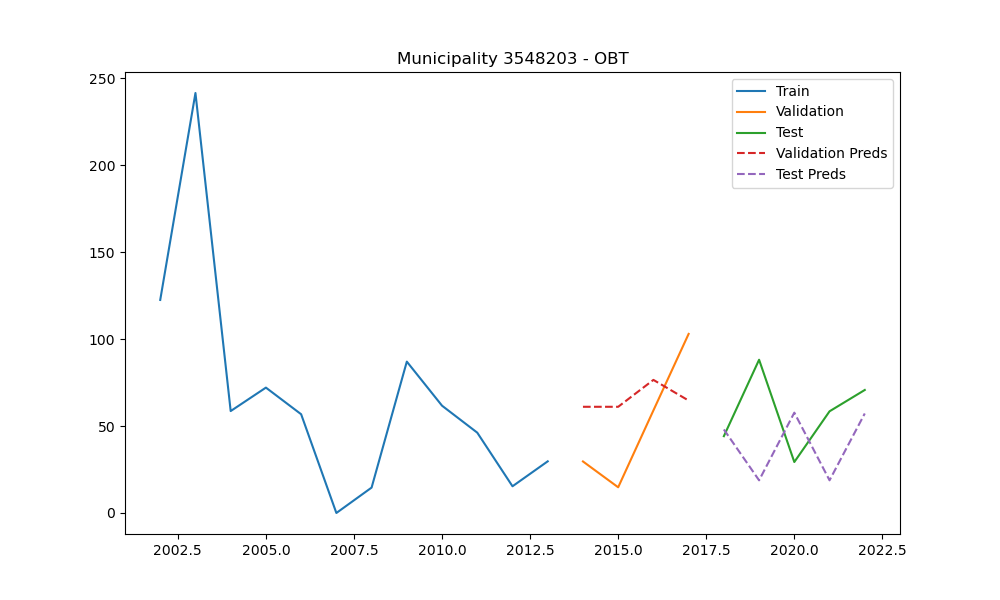 Municipality 3548203 - OBT
250
200
150
100
50
0
Train
Validation
Test
Validation Preds
Test Preds
2002.5 2005.0 2007.5 2010.0 2012.5 2015.0 2017.5 2020.0 2022.5